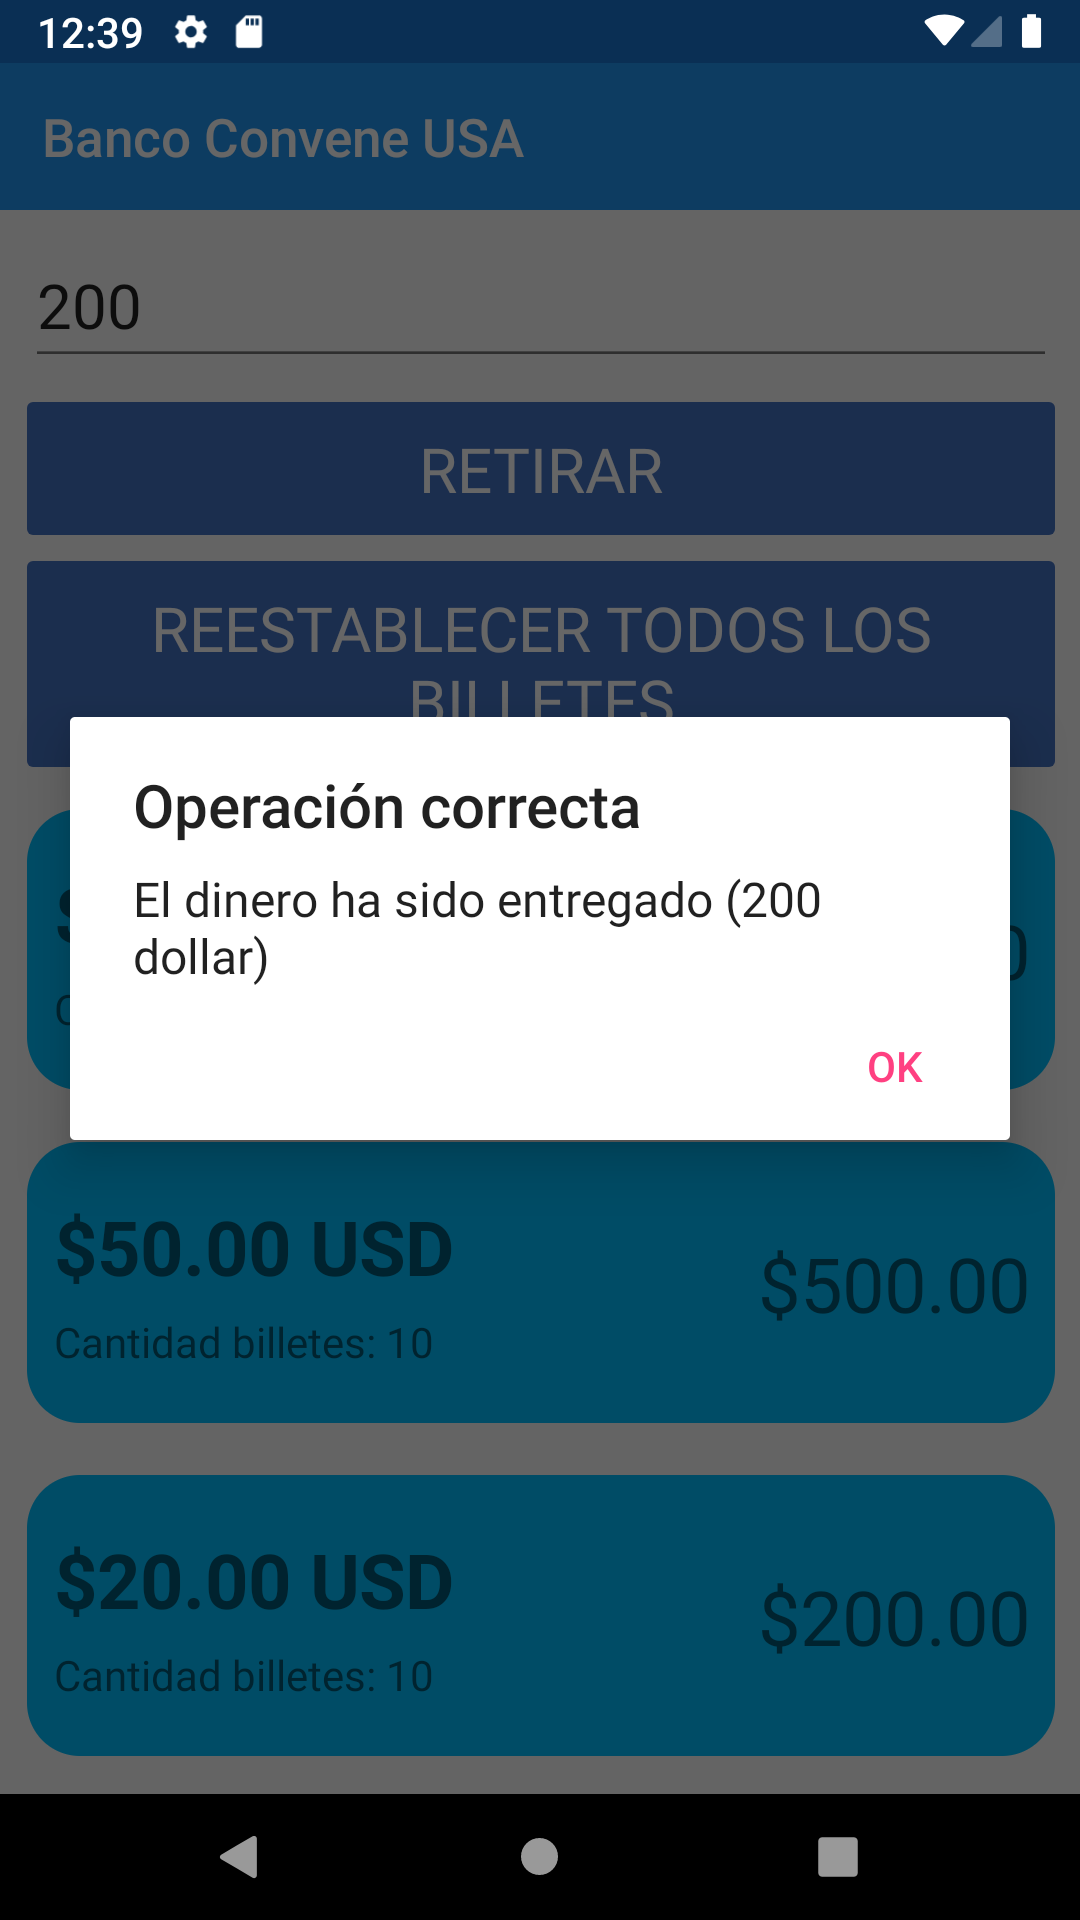 12:39
Banco Convene USA
200
RETIRAR
REESTABLECER TODOS LOS
BILLETES
Operación correcta
El dinero ha sido entregado (200
dollar)
OK
$50.00 USD
$500.00
Cantidad billetes: 10
$20.00 USD
$200.00
Cantidad billetes: 10